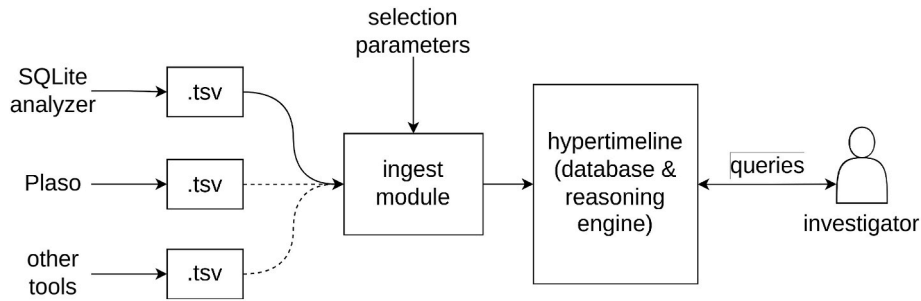 selection
parameters
SQLite
analyzer
.tsv
Plaso
.tsv
other
tools
.tsv
ingest
module
hypertimeline
(database &
reasoning
engine)
queries
investigator